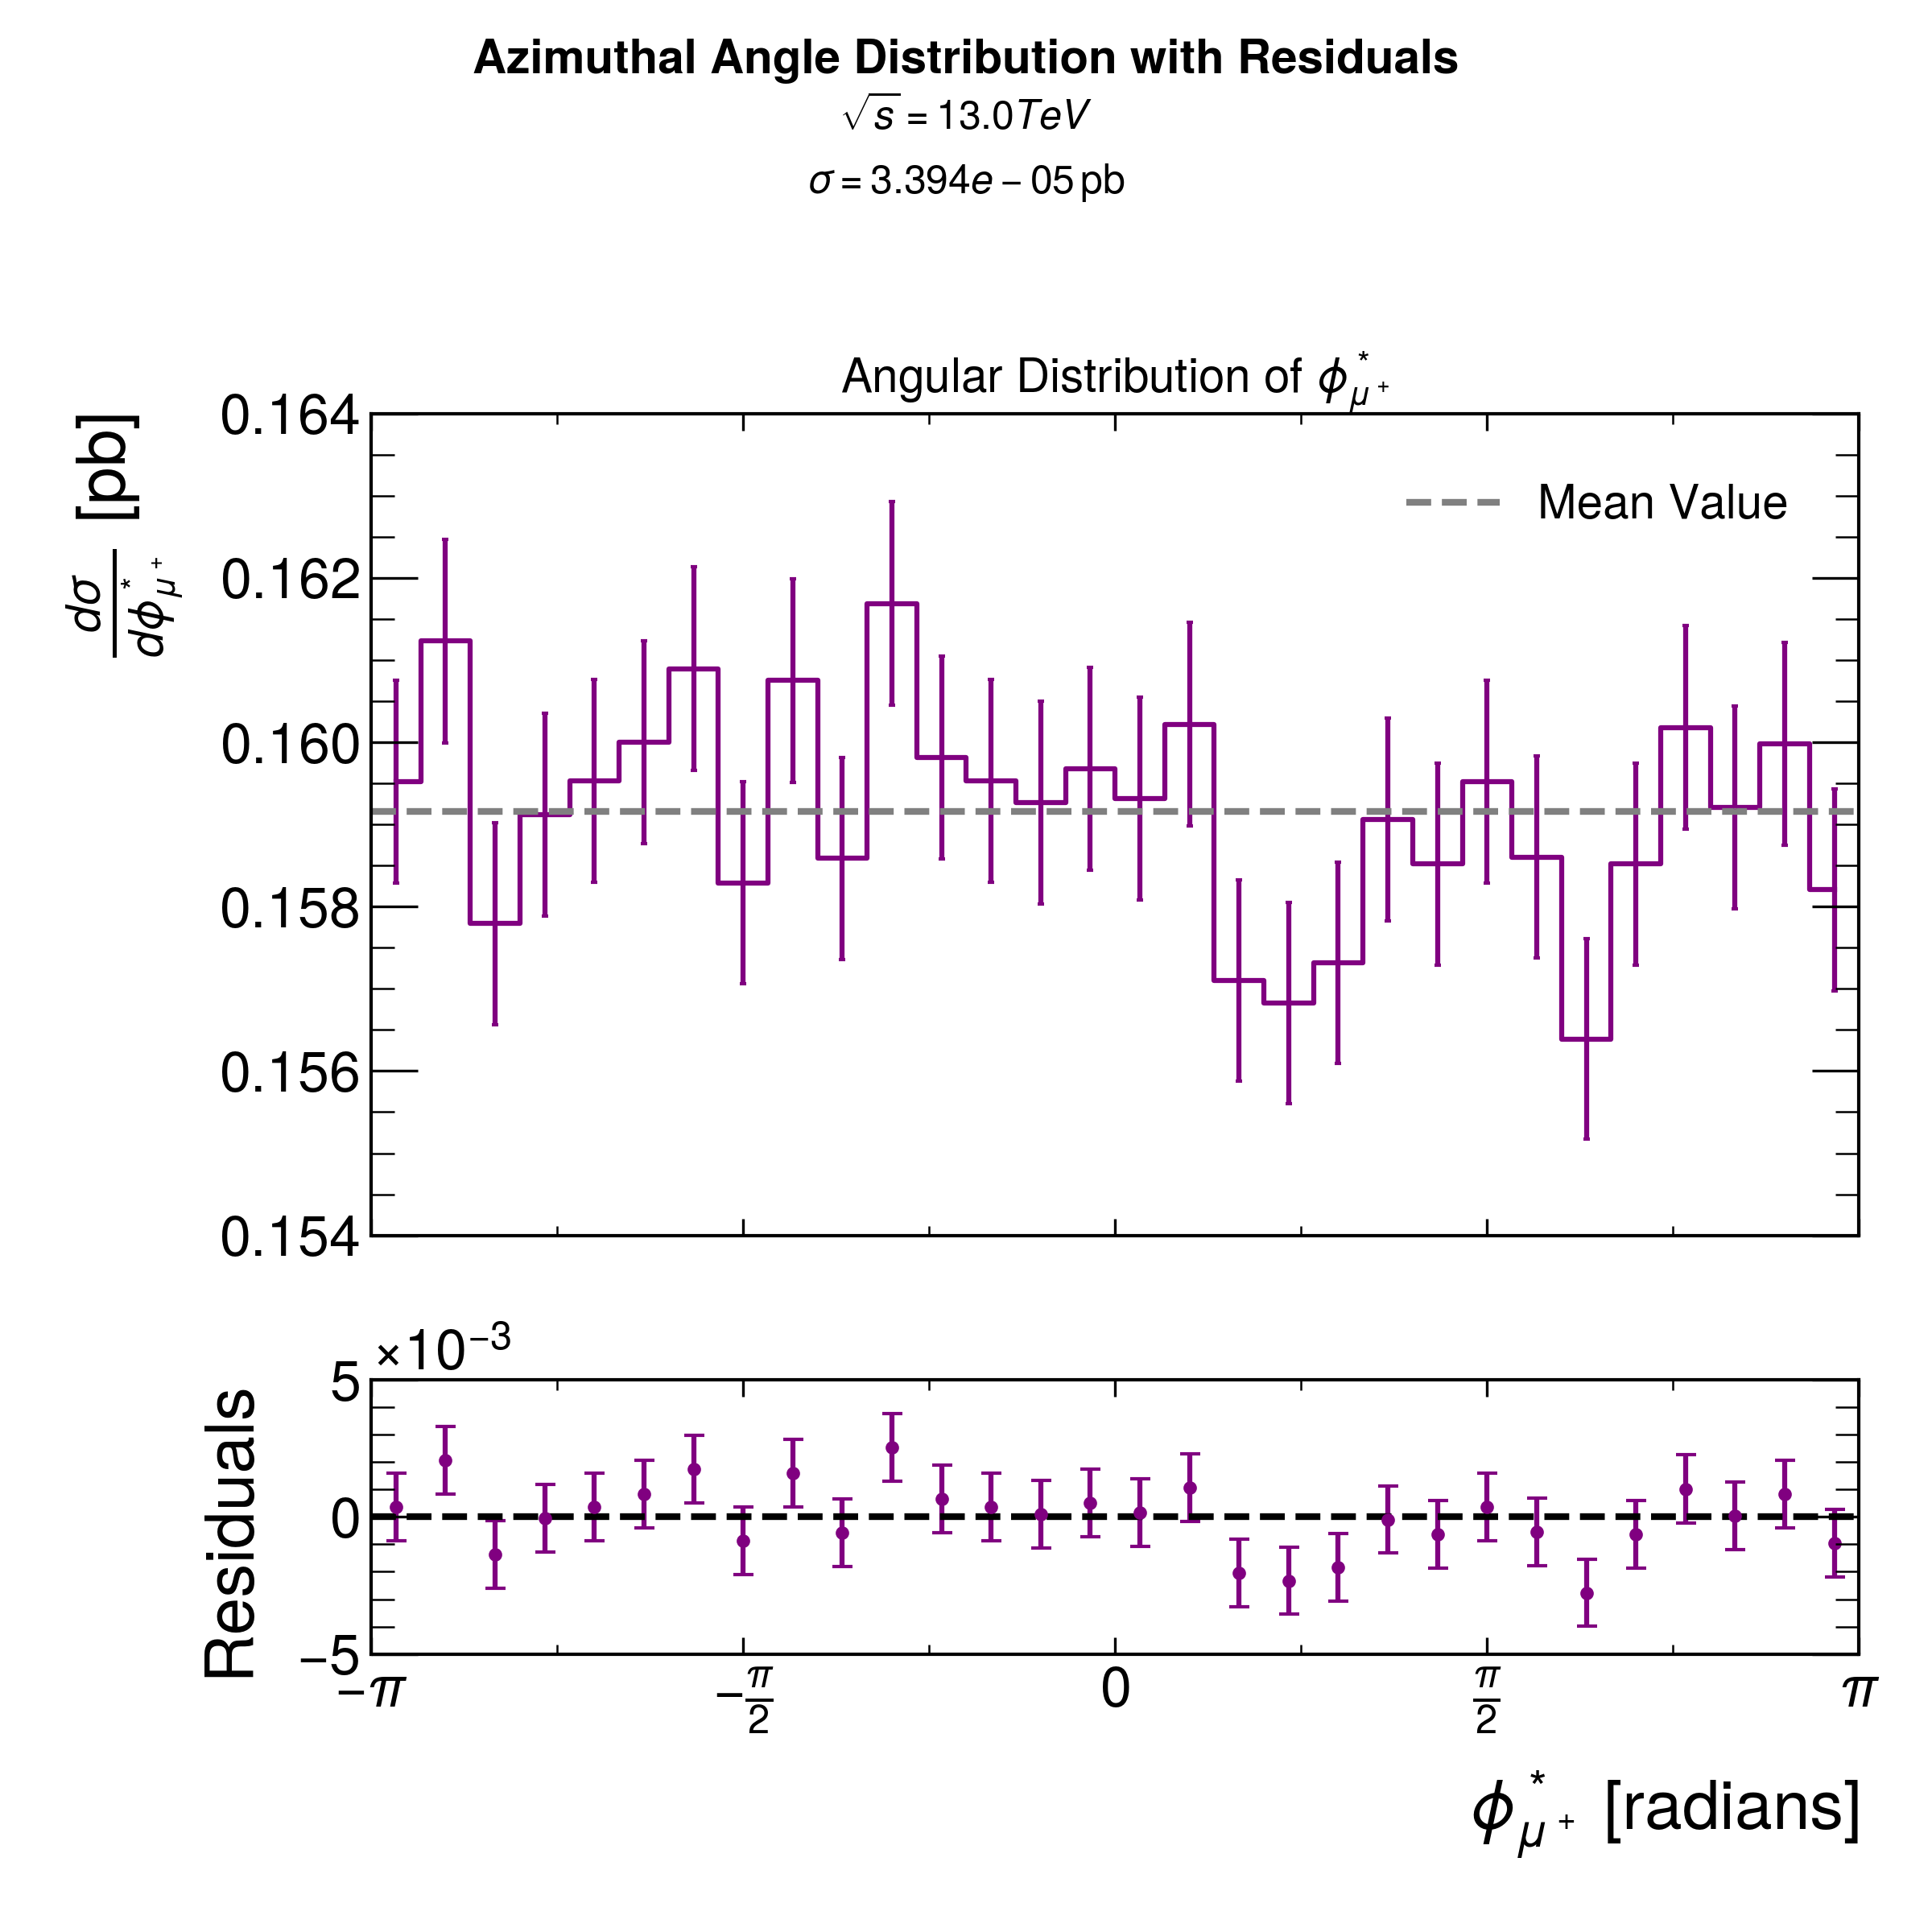 Azimuthal Angle Distribution with Residuals
√s = 13.0TeV
σ = 3.394e − 05 pb
Angular Distribution of ϕ*μ+
dσ/dϕ*μ+ [pb]
0.164
0.162
0.160
0.158
0.156
0.154
Mean Value
×10⁻³
Residuals
5
0
−5
−π
−π/2
0
π/2
π
ϕ*μ+ [radians]